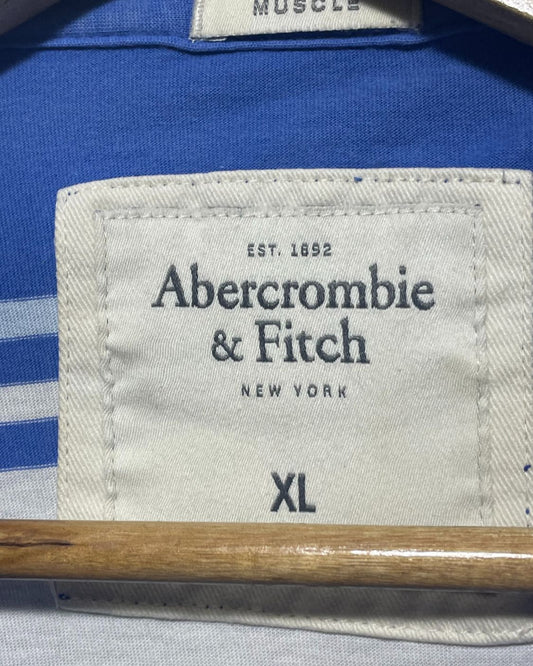 MUSCLE
EST. 1892
Abercrombie
& Fitch
NEW YORK
XL